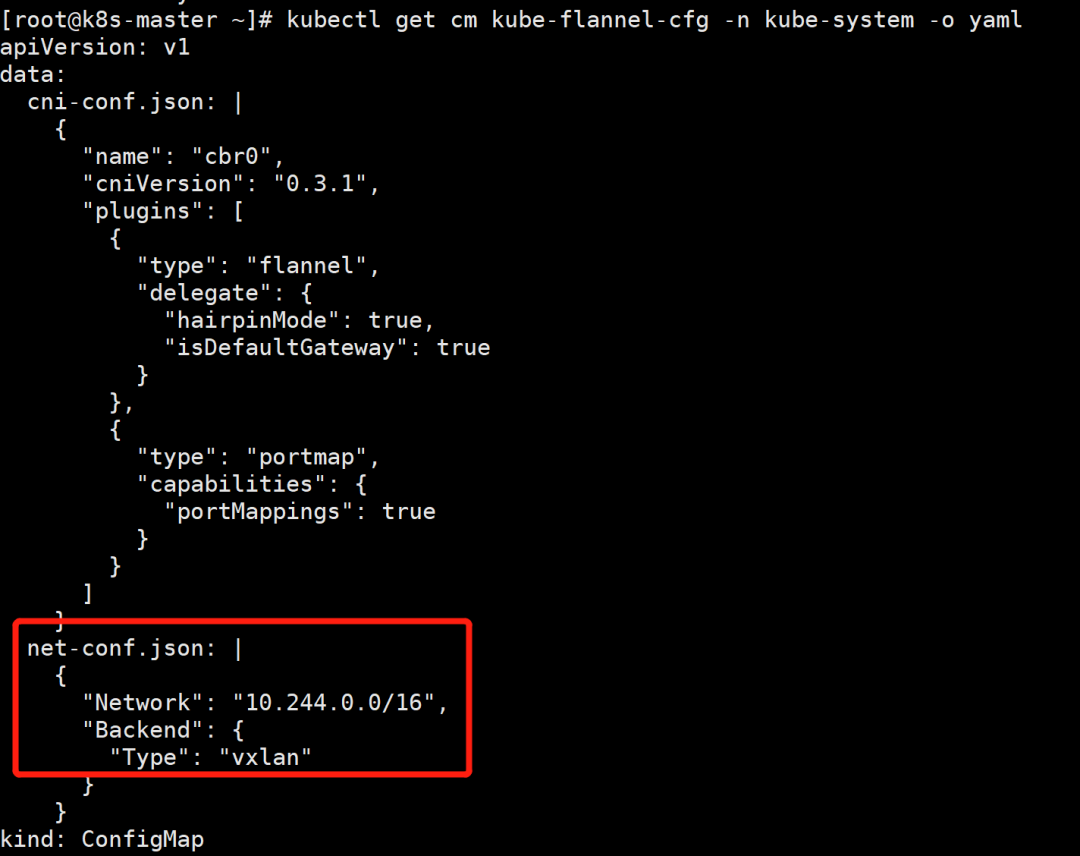 [root@k8s-master ~]# kubectl get cm kube-flannel-cfg -n kube-system -o yaml
apiVersion: v1
data:
  cni-conf.json: |
    {
      "name": "cbr0",
      "cniVersion": "0.3.1",
      "plugins": [
        {
          "type": "flannel",
          "delegate": {
            "hairpinMode": true,
            "isDefaultGateway": true
          }
        },
        {
          "type": "portmap",
          "capabilities": {
            "portMappings": true
          }
        }
      ]
    }
  net-conf.json: |
    {
      "Network": "10.244.0.0/16",
      "Backend": {
        "Type": "vxlan"
      }
    }
kind: ConfigMap